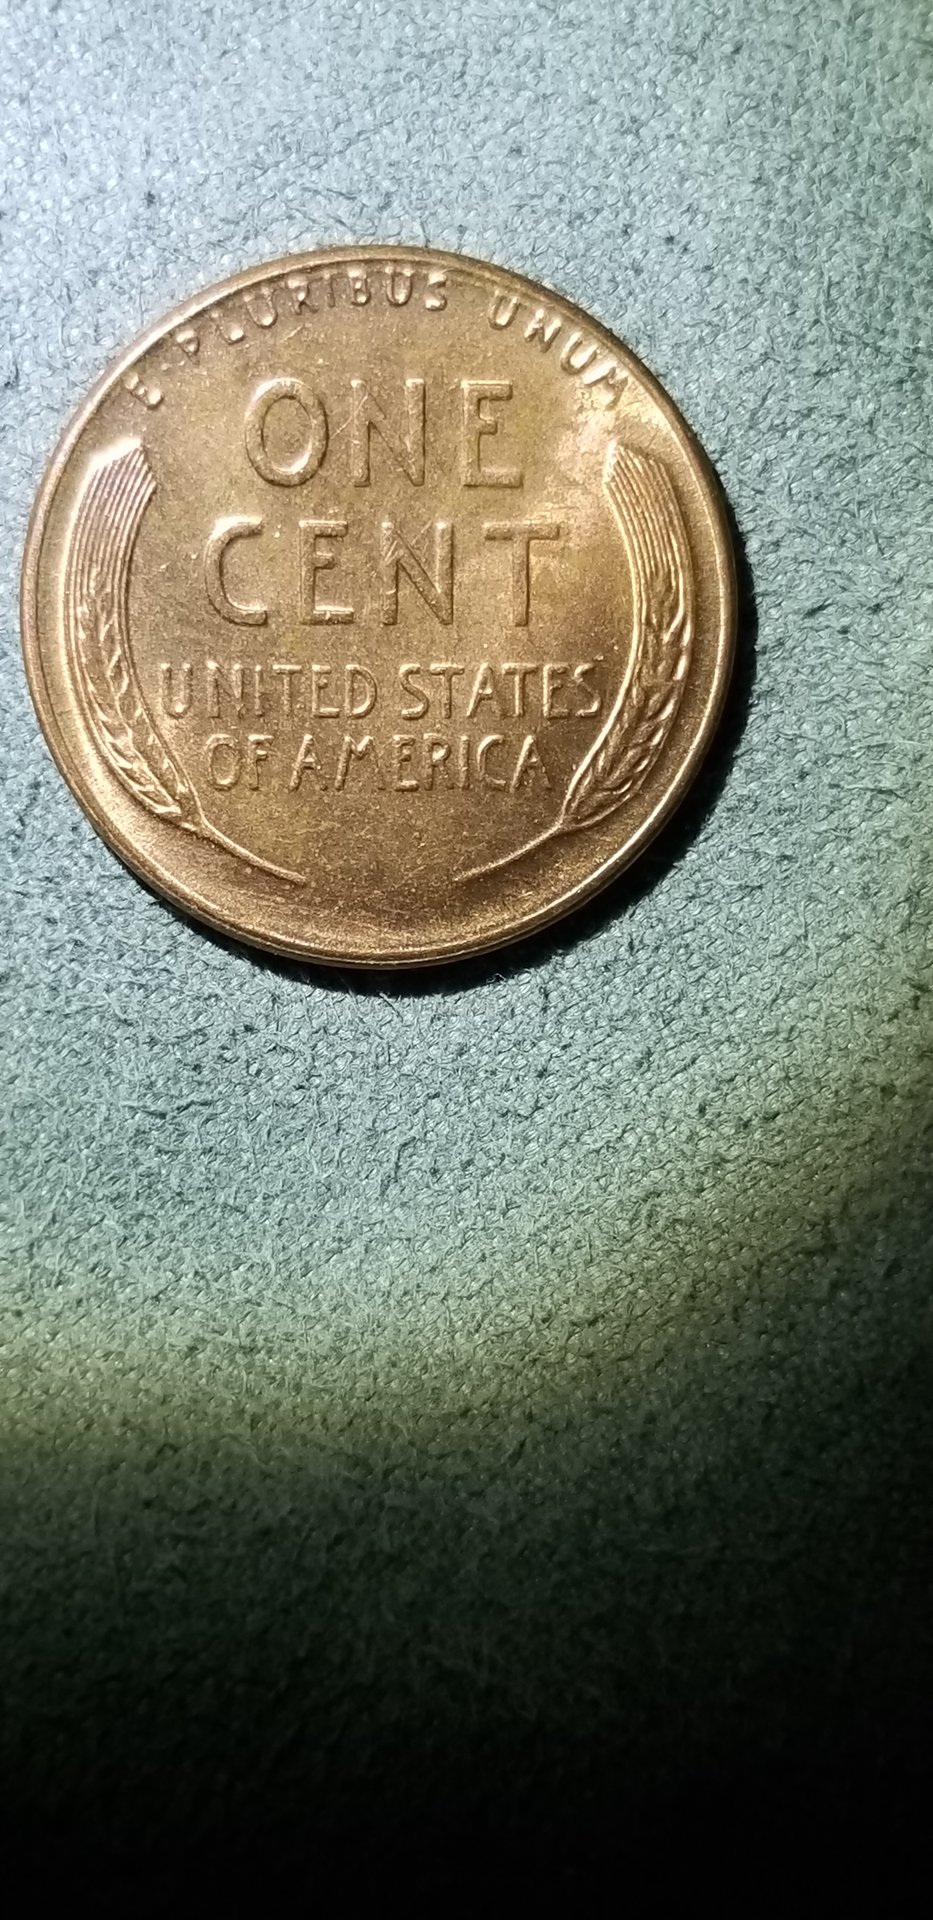 E·PLURIBUS UNUM
ONE
CENT
UNITED STATES
OF AMERICA